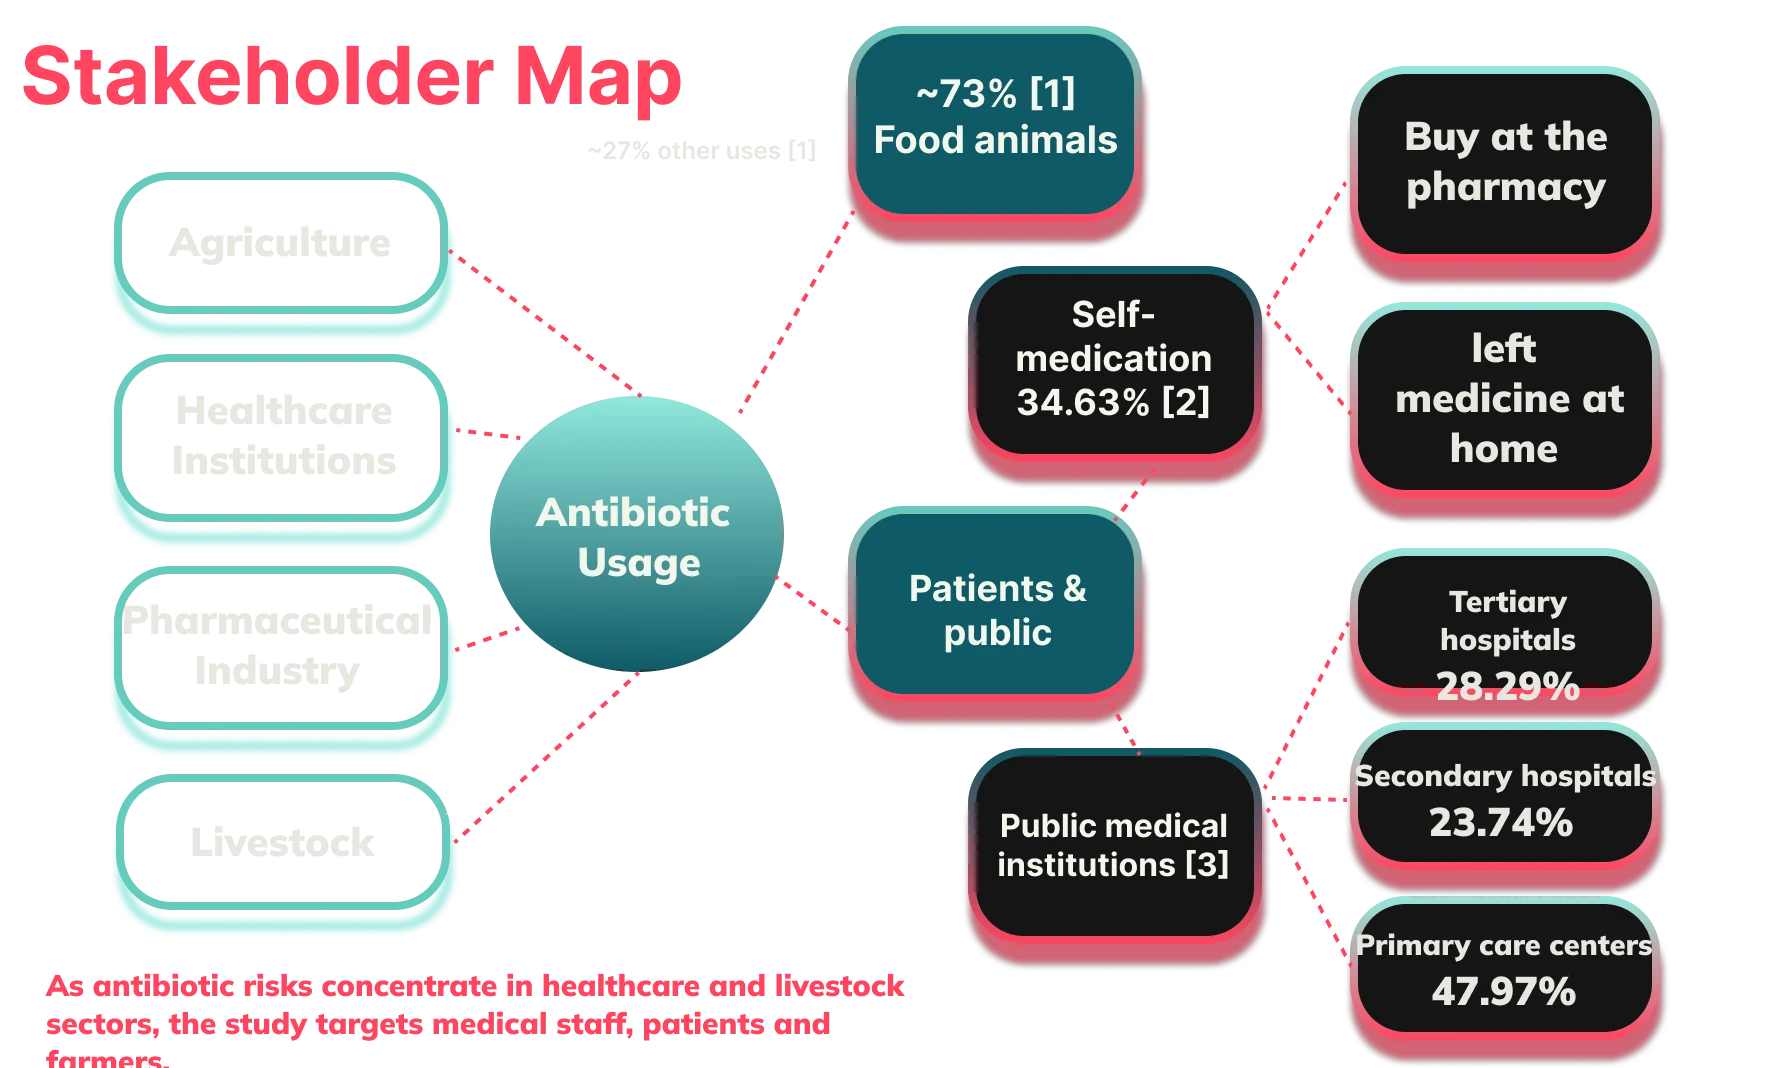 Stakeholder Map
~27% other uses [1]
Agriculture
Healthcare
Institutions
Pharmaceutical
Industry
Livestock
Antibiotic
Usage
~73% [1]
Food animals
Self-
medication
34.63% [2]
Patients &
public
Public medical
institutions [3]
Buy at the
pharmacy
left
medicine at
home
Tertiary
hospitals
28.29%
Secondary hospitals
23.74%
Primary care centers
47.97%
As antibiotic risks concentrate in healthcare and livestock
sectors, the study targets medical staff, patients and
farmers.